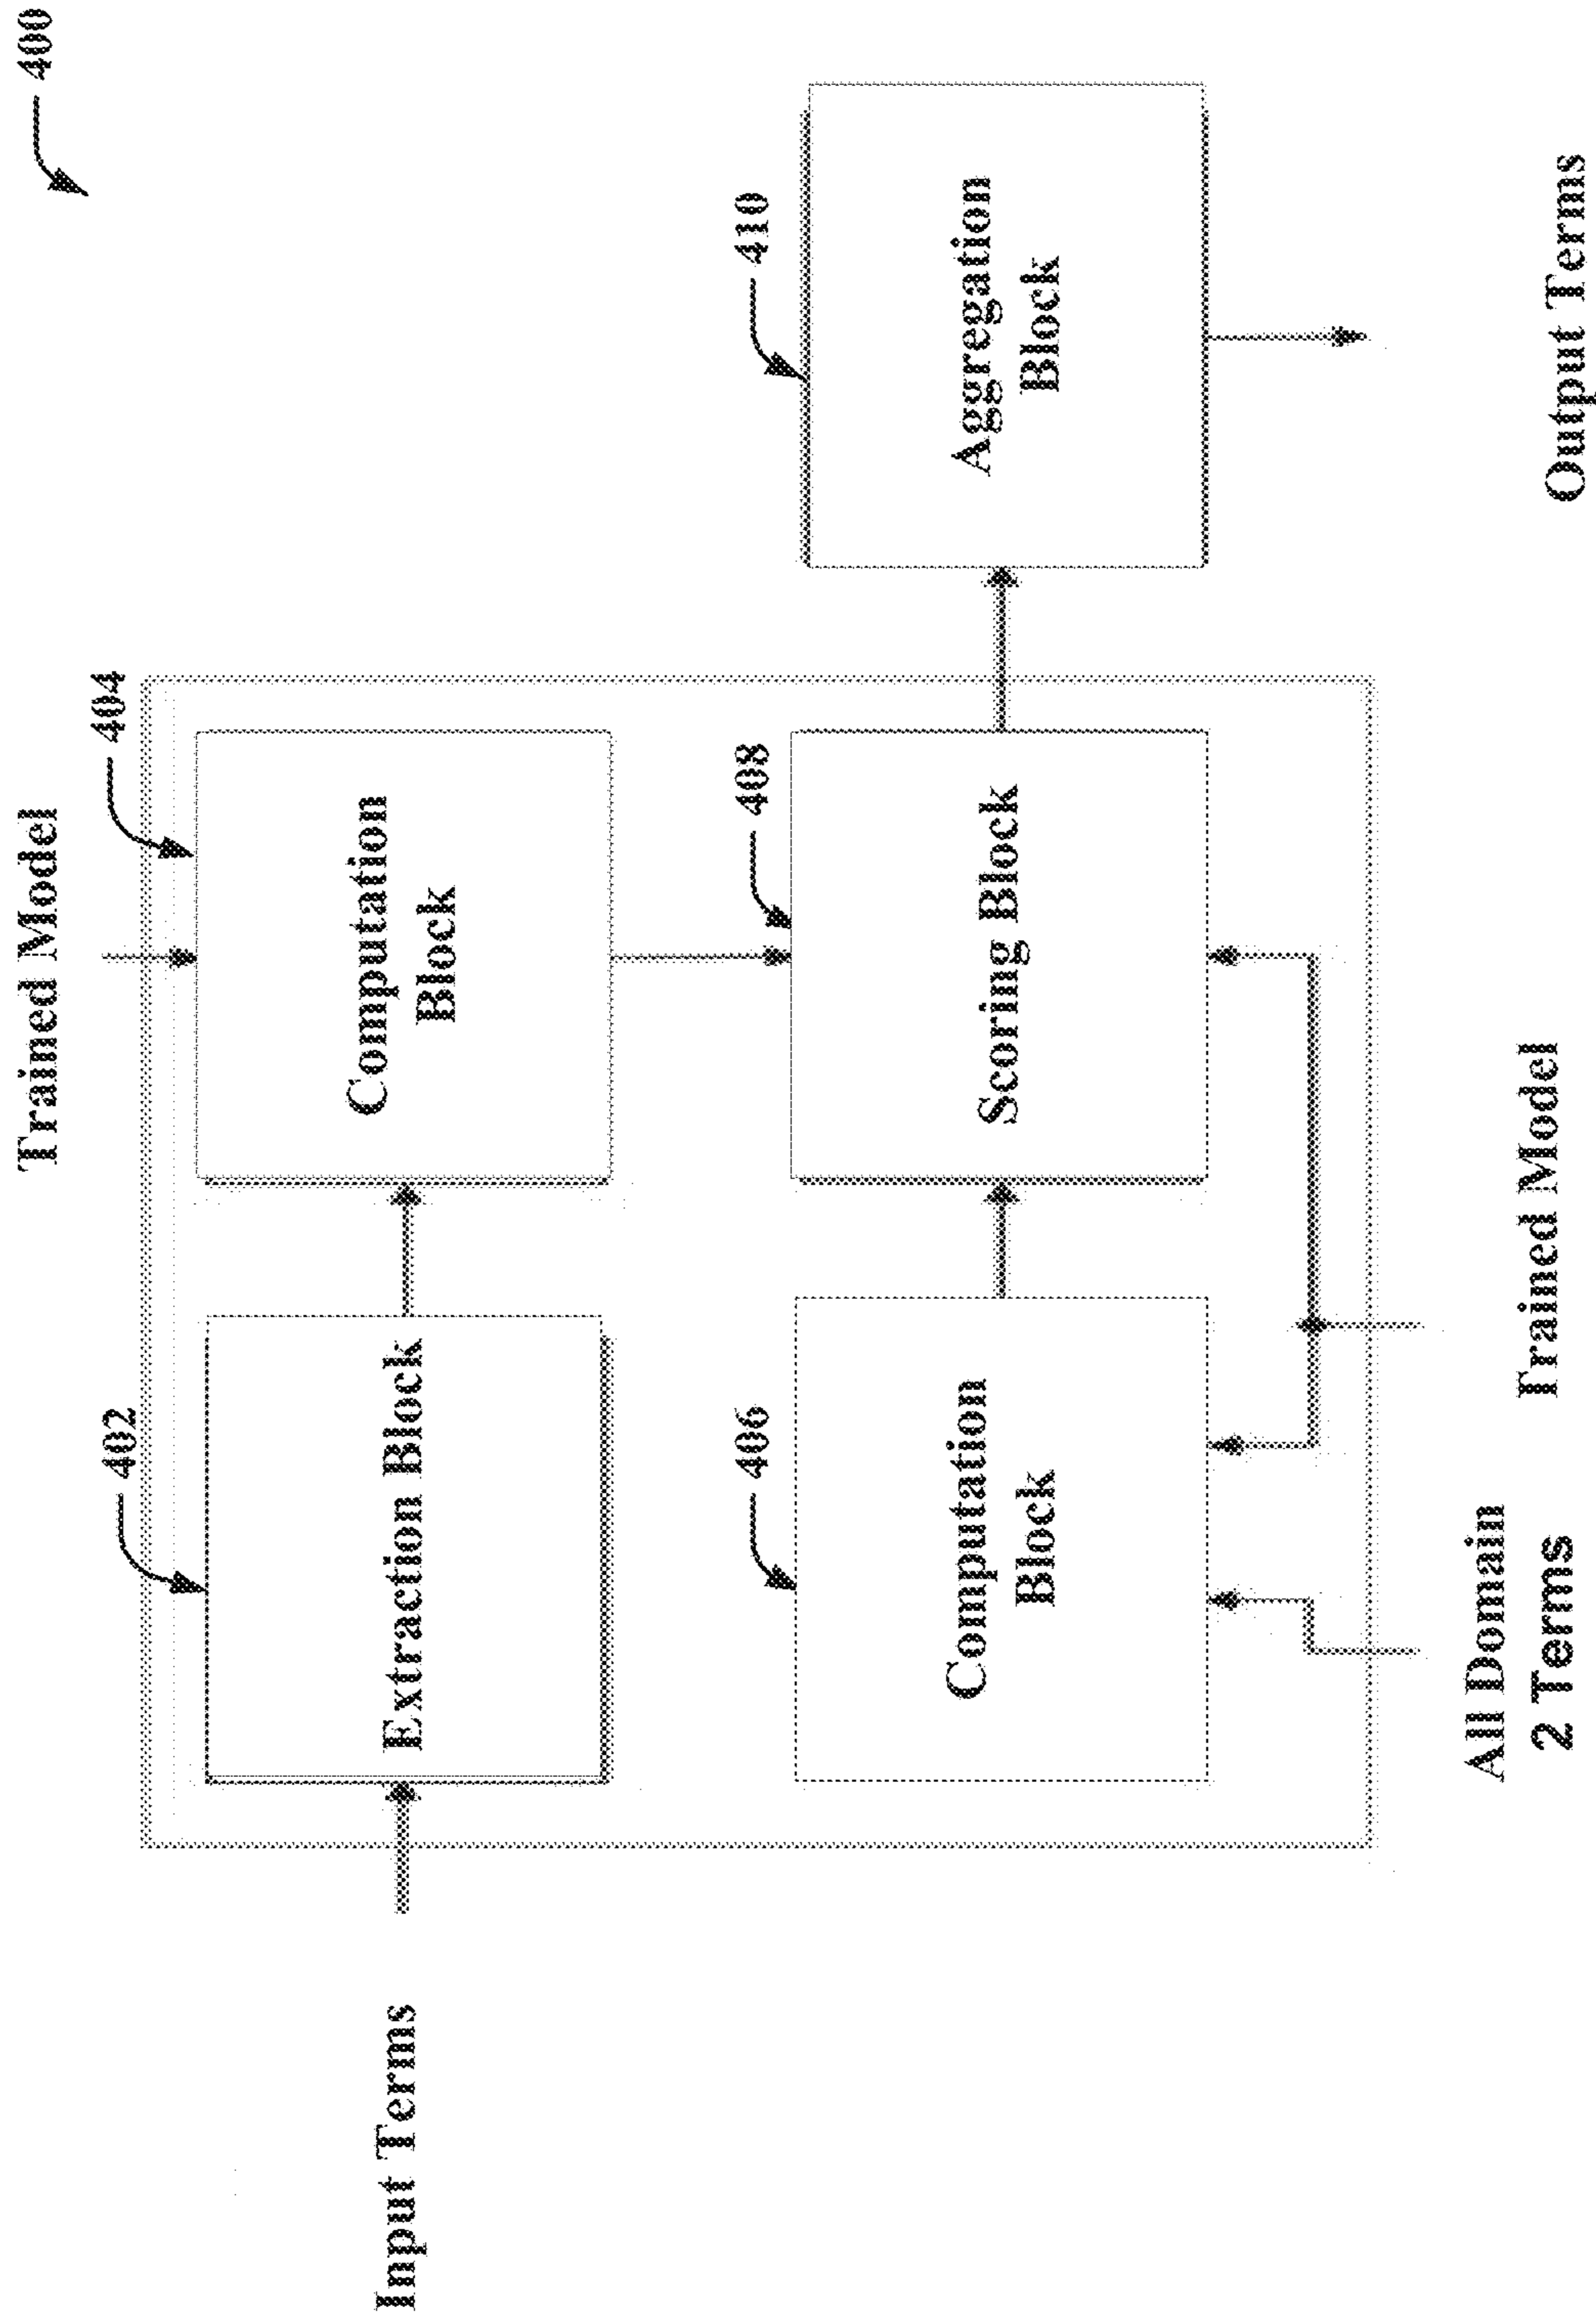 400
Trained Model
404
402
Computation
Block
Extraction Block
Input Terms
410
408
406
Aggregation
Block
Scoring Block
Computation
Block
Output Terms
Trained Model
All Domain
2 Terms